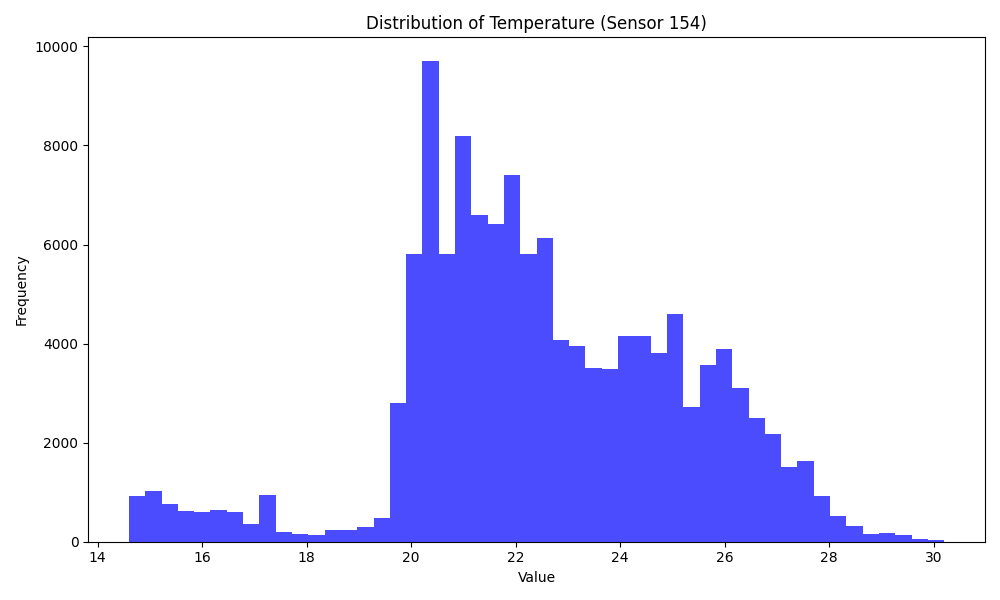 Distribution of Temperature (Sensor 154)
10000
8000
6000
4000
2000
0
Frequency
14 16 18 20 22 24 26 28 30
Value